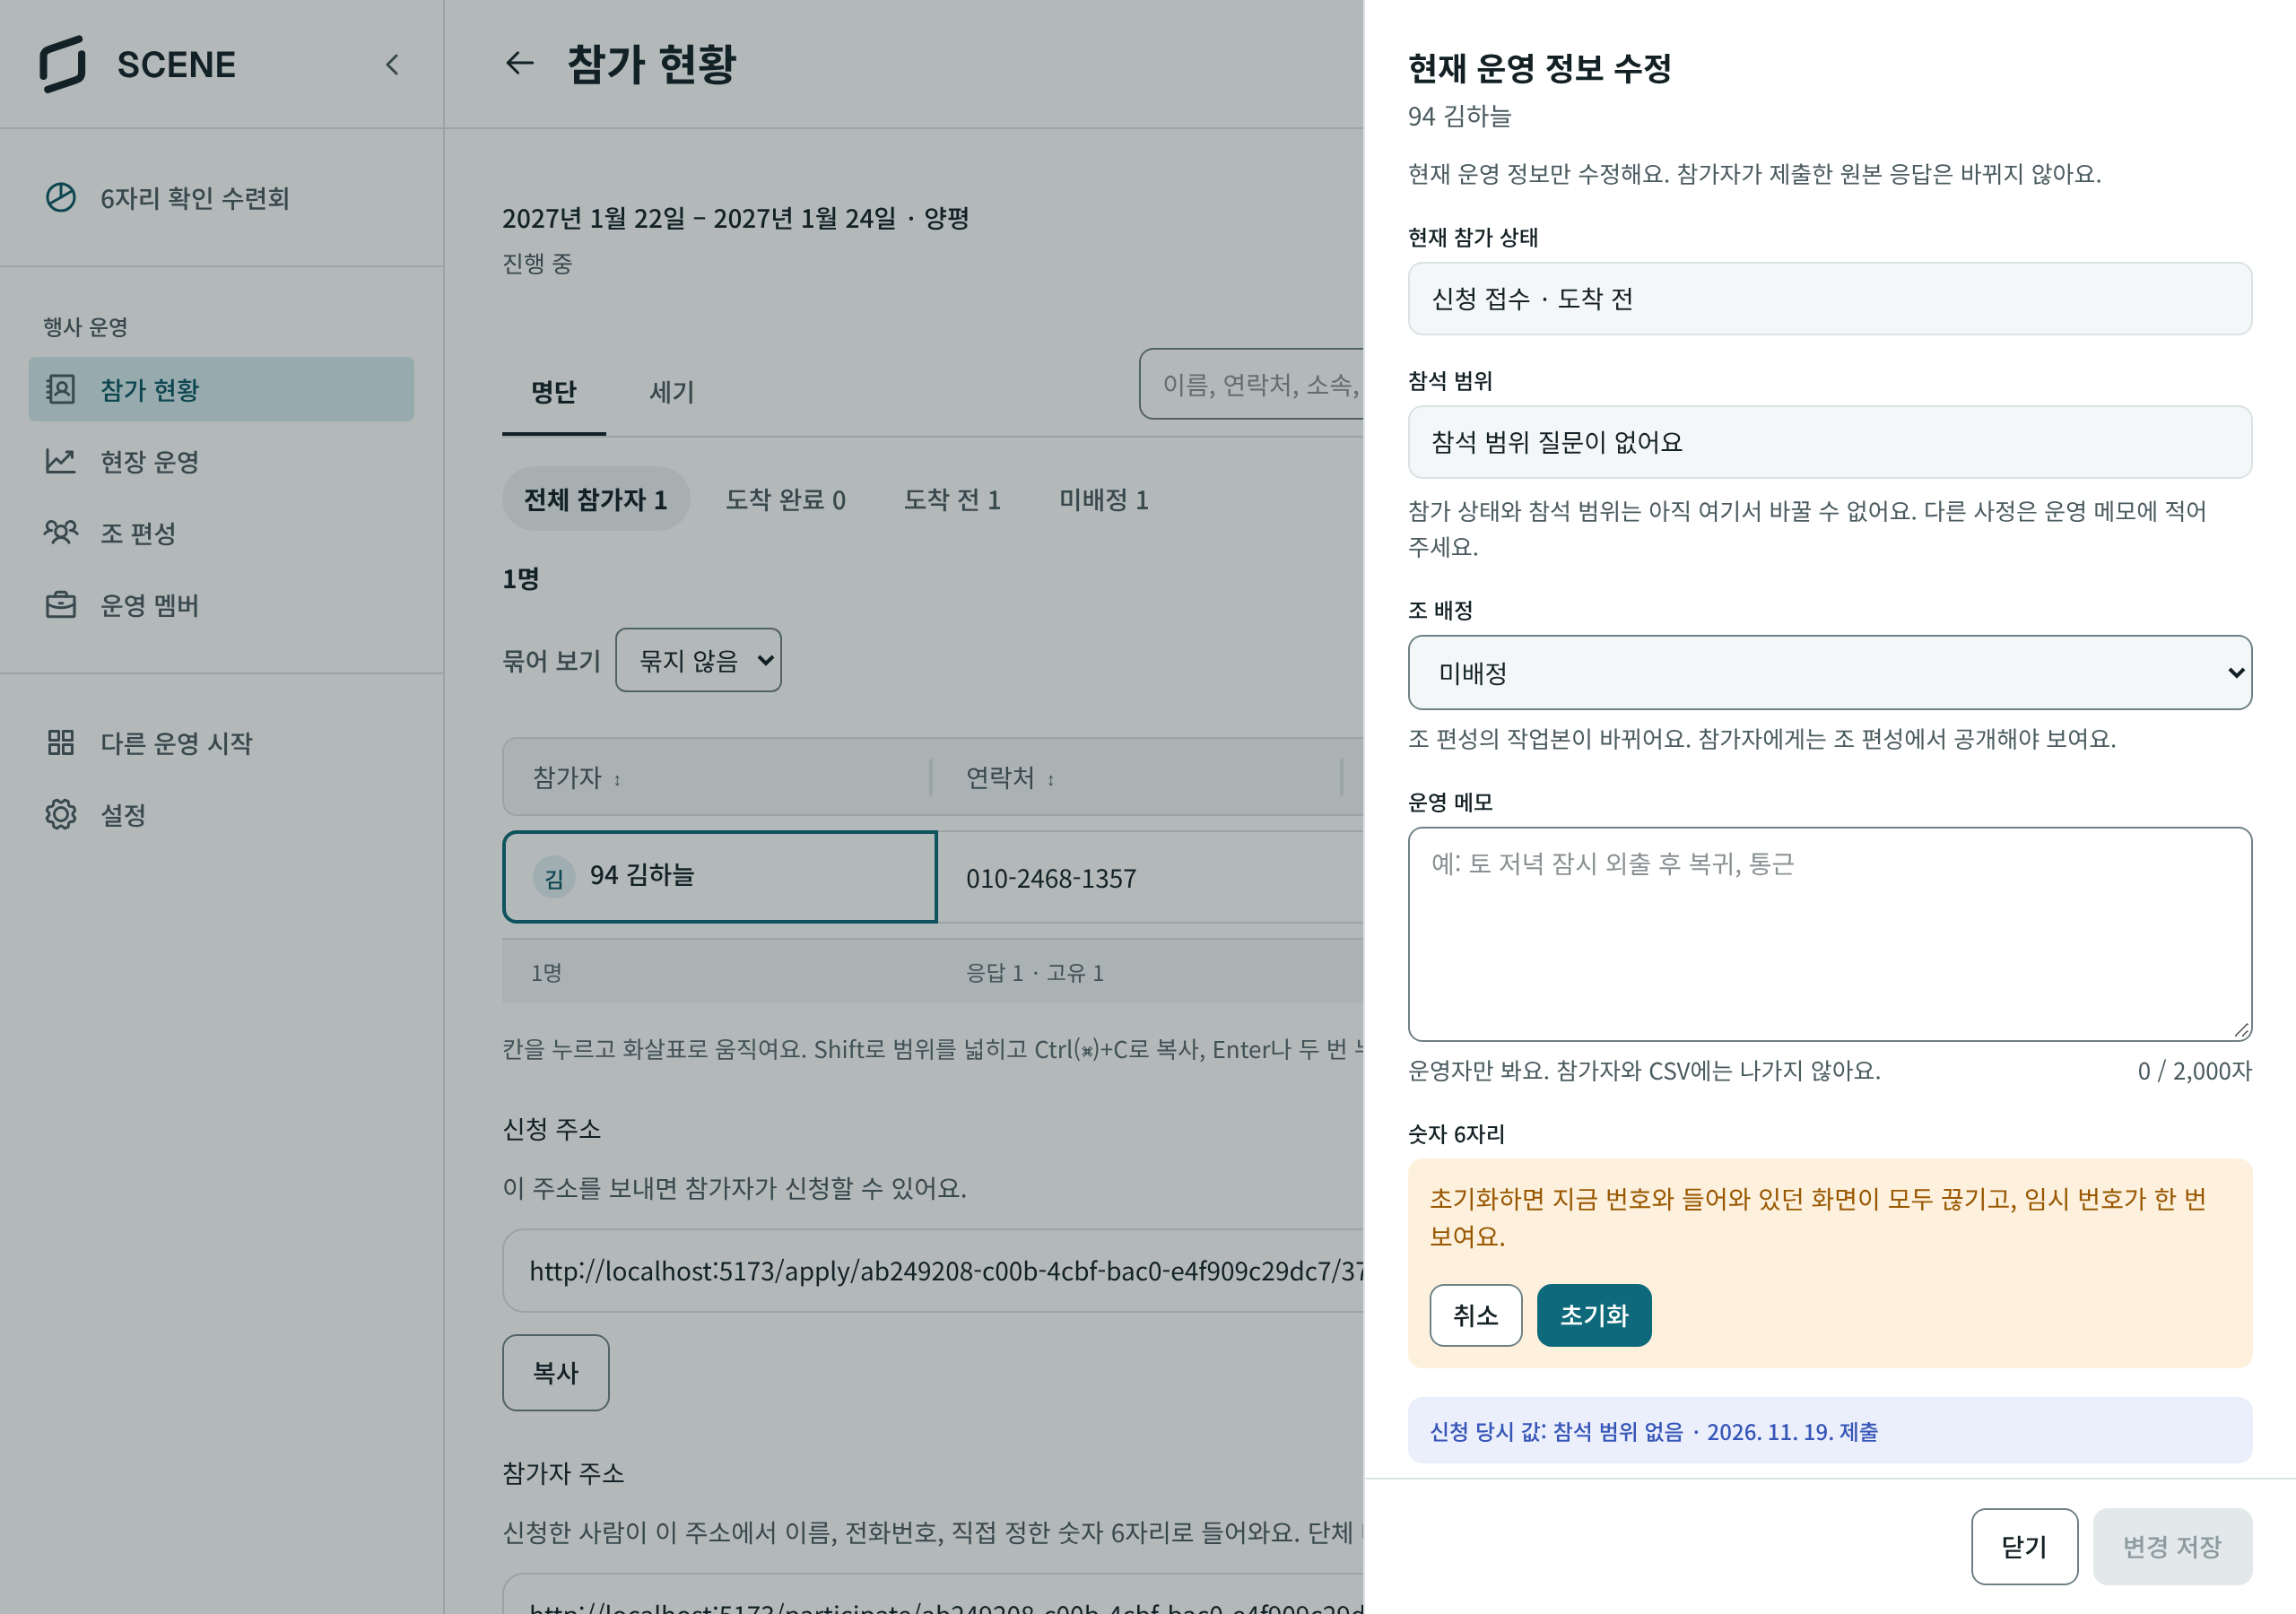 SCENE
6자리 확인 수련회
행사 운영
참가 현황
현장 운영
조 편성
운영 멤버
다른 운영 시작
설정
참가 현황
2027년 1월 22일 – 2027년 1월 24일 · 양평
진행 중
명단
세기
이름, 연락처, 소속,
전체 참가자 1
도착 완료 0
도착 전 1
미배정 1
1명
묶어 보기
묶지 않음
참가자 ↕
연락처 ↕
김
94 김하늘
010-2468-1357
1명
응답 1 · 고유 1
칸을 누르고 화살표로 움직여요. Shift로 범위를 넓히고 Ctrl(⌘)+C로 복사, Enter나 두 번
신청 주소
이 주소를 보내면 참가자가 신청할 수 있어요.
http://localhost:5173/apply/ab249208-c00b-4cbf-bac0-e4f909c29dc7/37
복사
참가자 주소
신청한 사람이 이 주소에서 이름, 전화번호, 직접 정한 숫자 6자리로 들어와요. 단체
http://localhost:5173/participate/ab249208-c00b-4cbf-bac0-e4f909c29d
현재 운영 정보 수정
94 김하늘
현재 운영 정보만 수정해요. 참가자가 제출한 원본 응답은 바뀌지 않아요.
현재 참가 상태
신청 접수 · 도착 전
참석 범위
참석 범위 질문이 없어요
참가 상태와 참석 범위는 아직 여기서 바꿀 수 없어요. 다른 사정은 운영 메모에 적어
주세요.
조 배정
미배정
조 편성의 작업본이 바뀌어요. 참가자에게는 조 편성에서 공개해야 보여요.
운영 메모
예: 토 저녁 잠시 외출 후 복귀, 통근
운영자만 봐요. 참가자와 CSV에는 나가지 않아요.
0 / 2,000자
숫자 6자리
초기화하면 지금 번호와 들어와 있던 화면이 모두 끊기고, 임시 번호가 한 번
보여요.
취소
초기화
신청 당시 값: 참석 범위 없음 · 2026. 11. 19. 제출
닫기
변경 저장